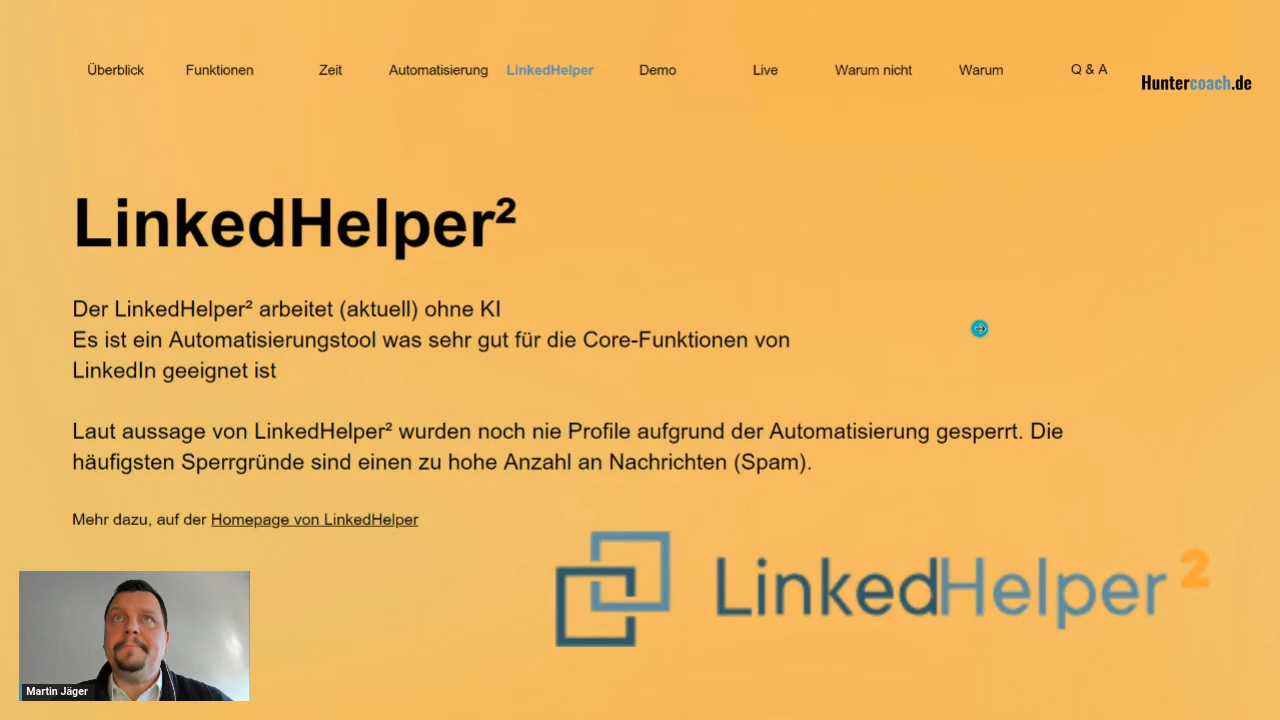 Überblick Funktionen Zeit Automatisierung LinkedHelper Demo Live Warum nicht Warum Q & A
Huntercoach.de
LinkedHelper²
Der LinkedHelper² arbeitet (aktuell) ohne KI
Es ist ein Automatisierungstool was sehr gut für die Core-Funktionen von
LinkedIn geeignet ist
Laut aussage von LinkedHelper² wurden noch nie Profile aufgrund der Automatisierung gesperrt. Die
häufigsten Sperrgründe sind einen zu hohe Anzahl an Nachrichten (Spam).
Mehr dazu, auf der Homepage von LinkedHelper
LinkedHelper 2
Martin Jäger